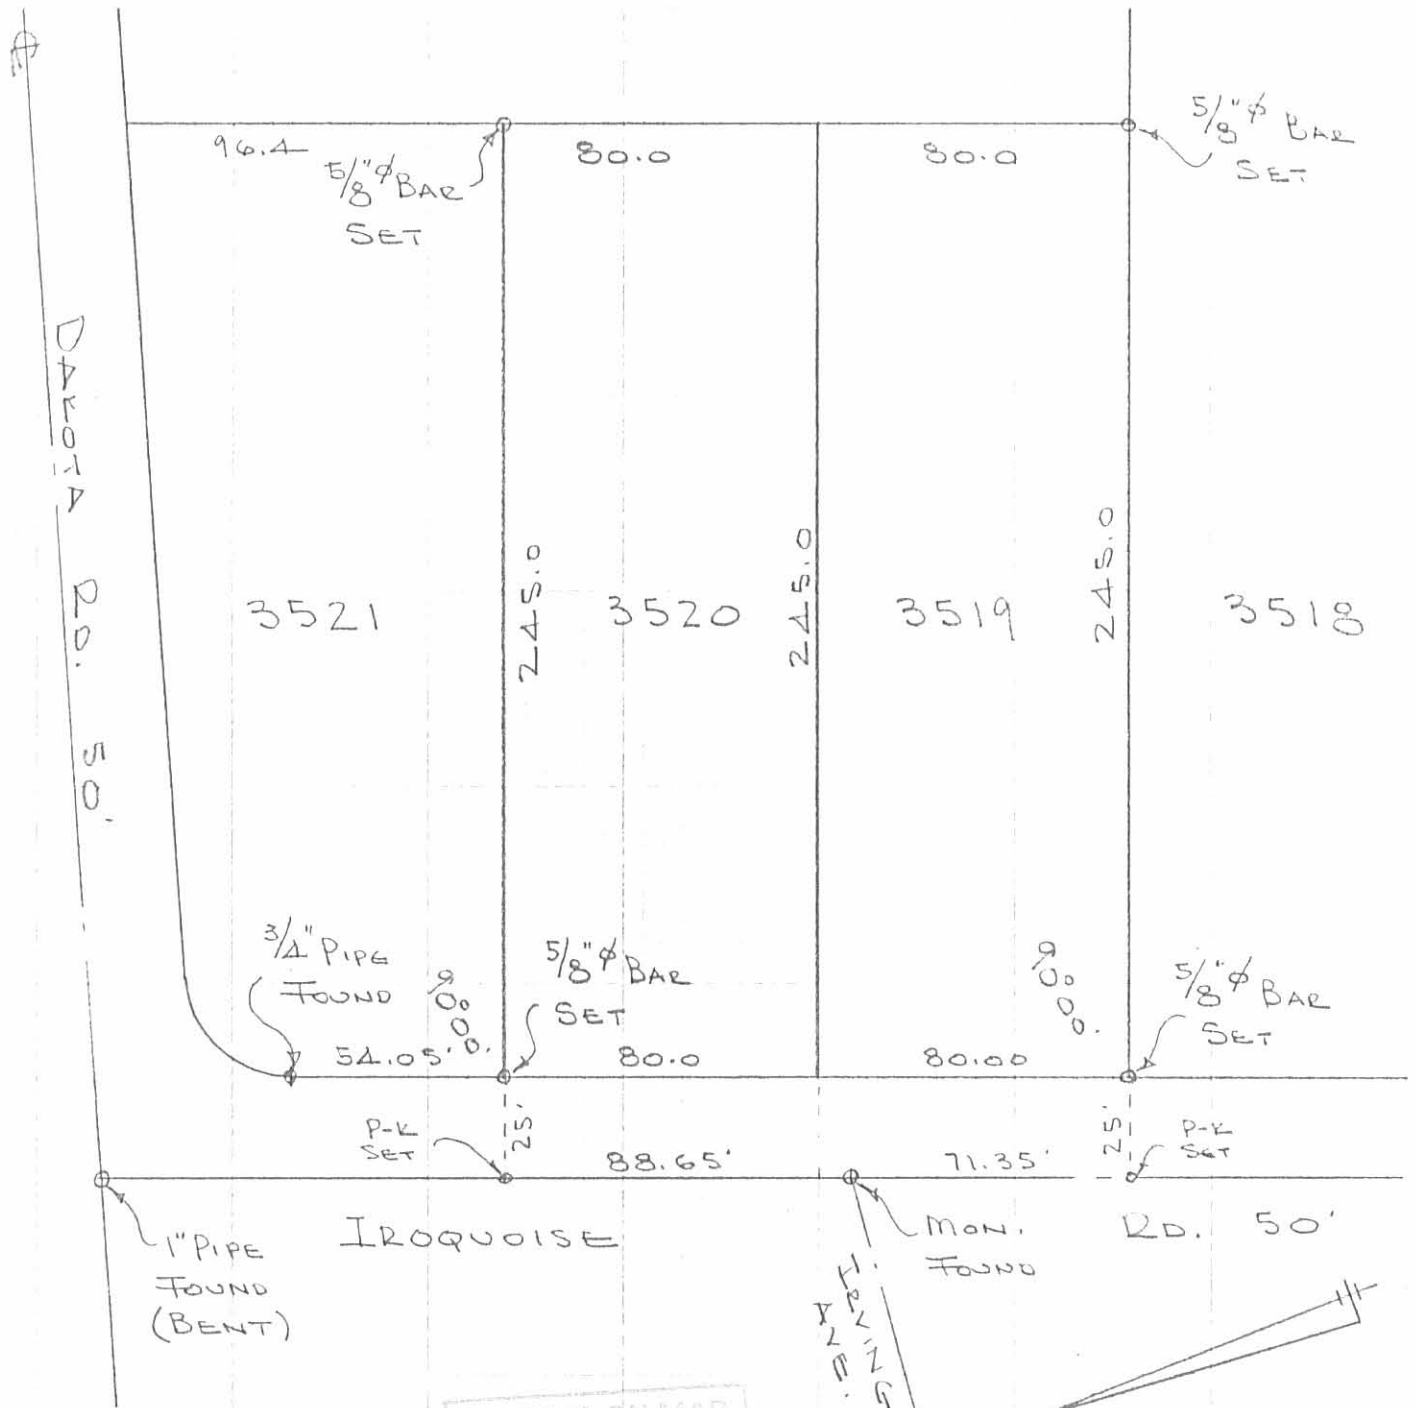 ℄
96.4
80.0
80.0
5/8"⌀ BAR
SET
5/8"⌀ BAR
SET
DAKOTA RD. 50'
3521
245.0
3520
245.0
3519
245.0
3518
3/4" PIPE
FOUND
90°00'
5/8"⌀ BAR
SET
90°00'
5/8"⌀ BAR
SET
54.05'
80.0
80.00
P-K
SET
25'
88.65'
71.35'
25'
P-K
SET
1" PIPE
FOUND
(BENT)
IROQUOISE RD. 50'
MON.
FOUND
IRVING
AVE.